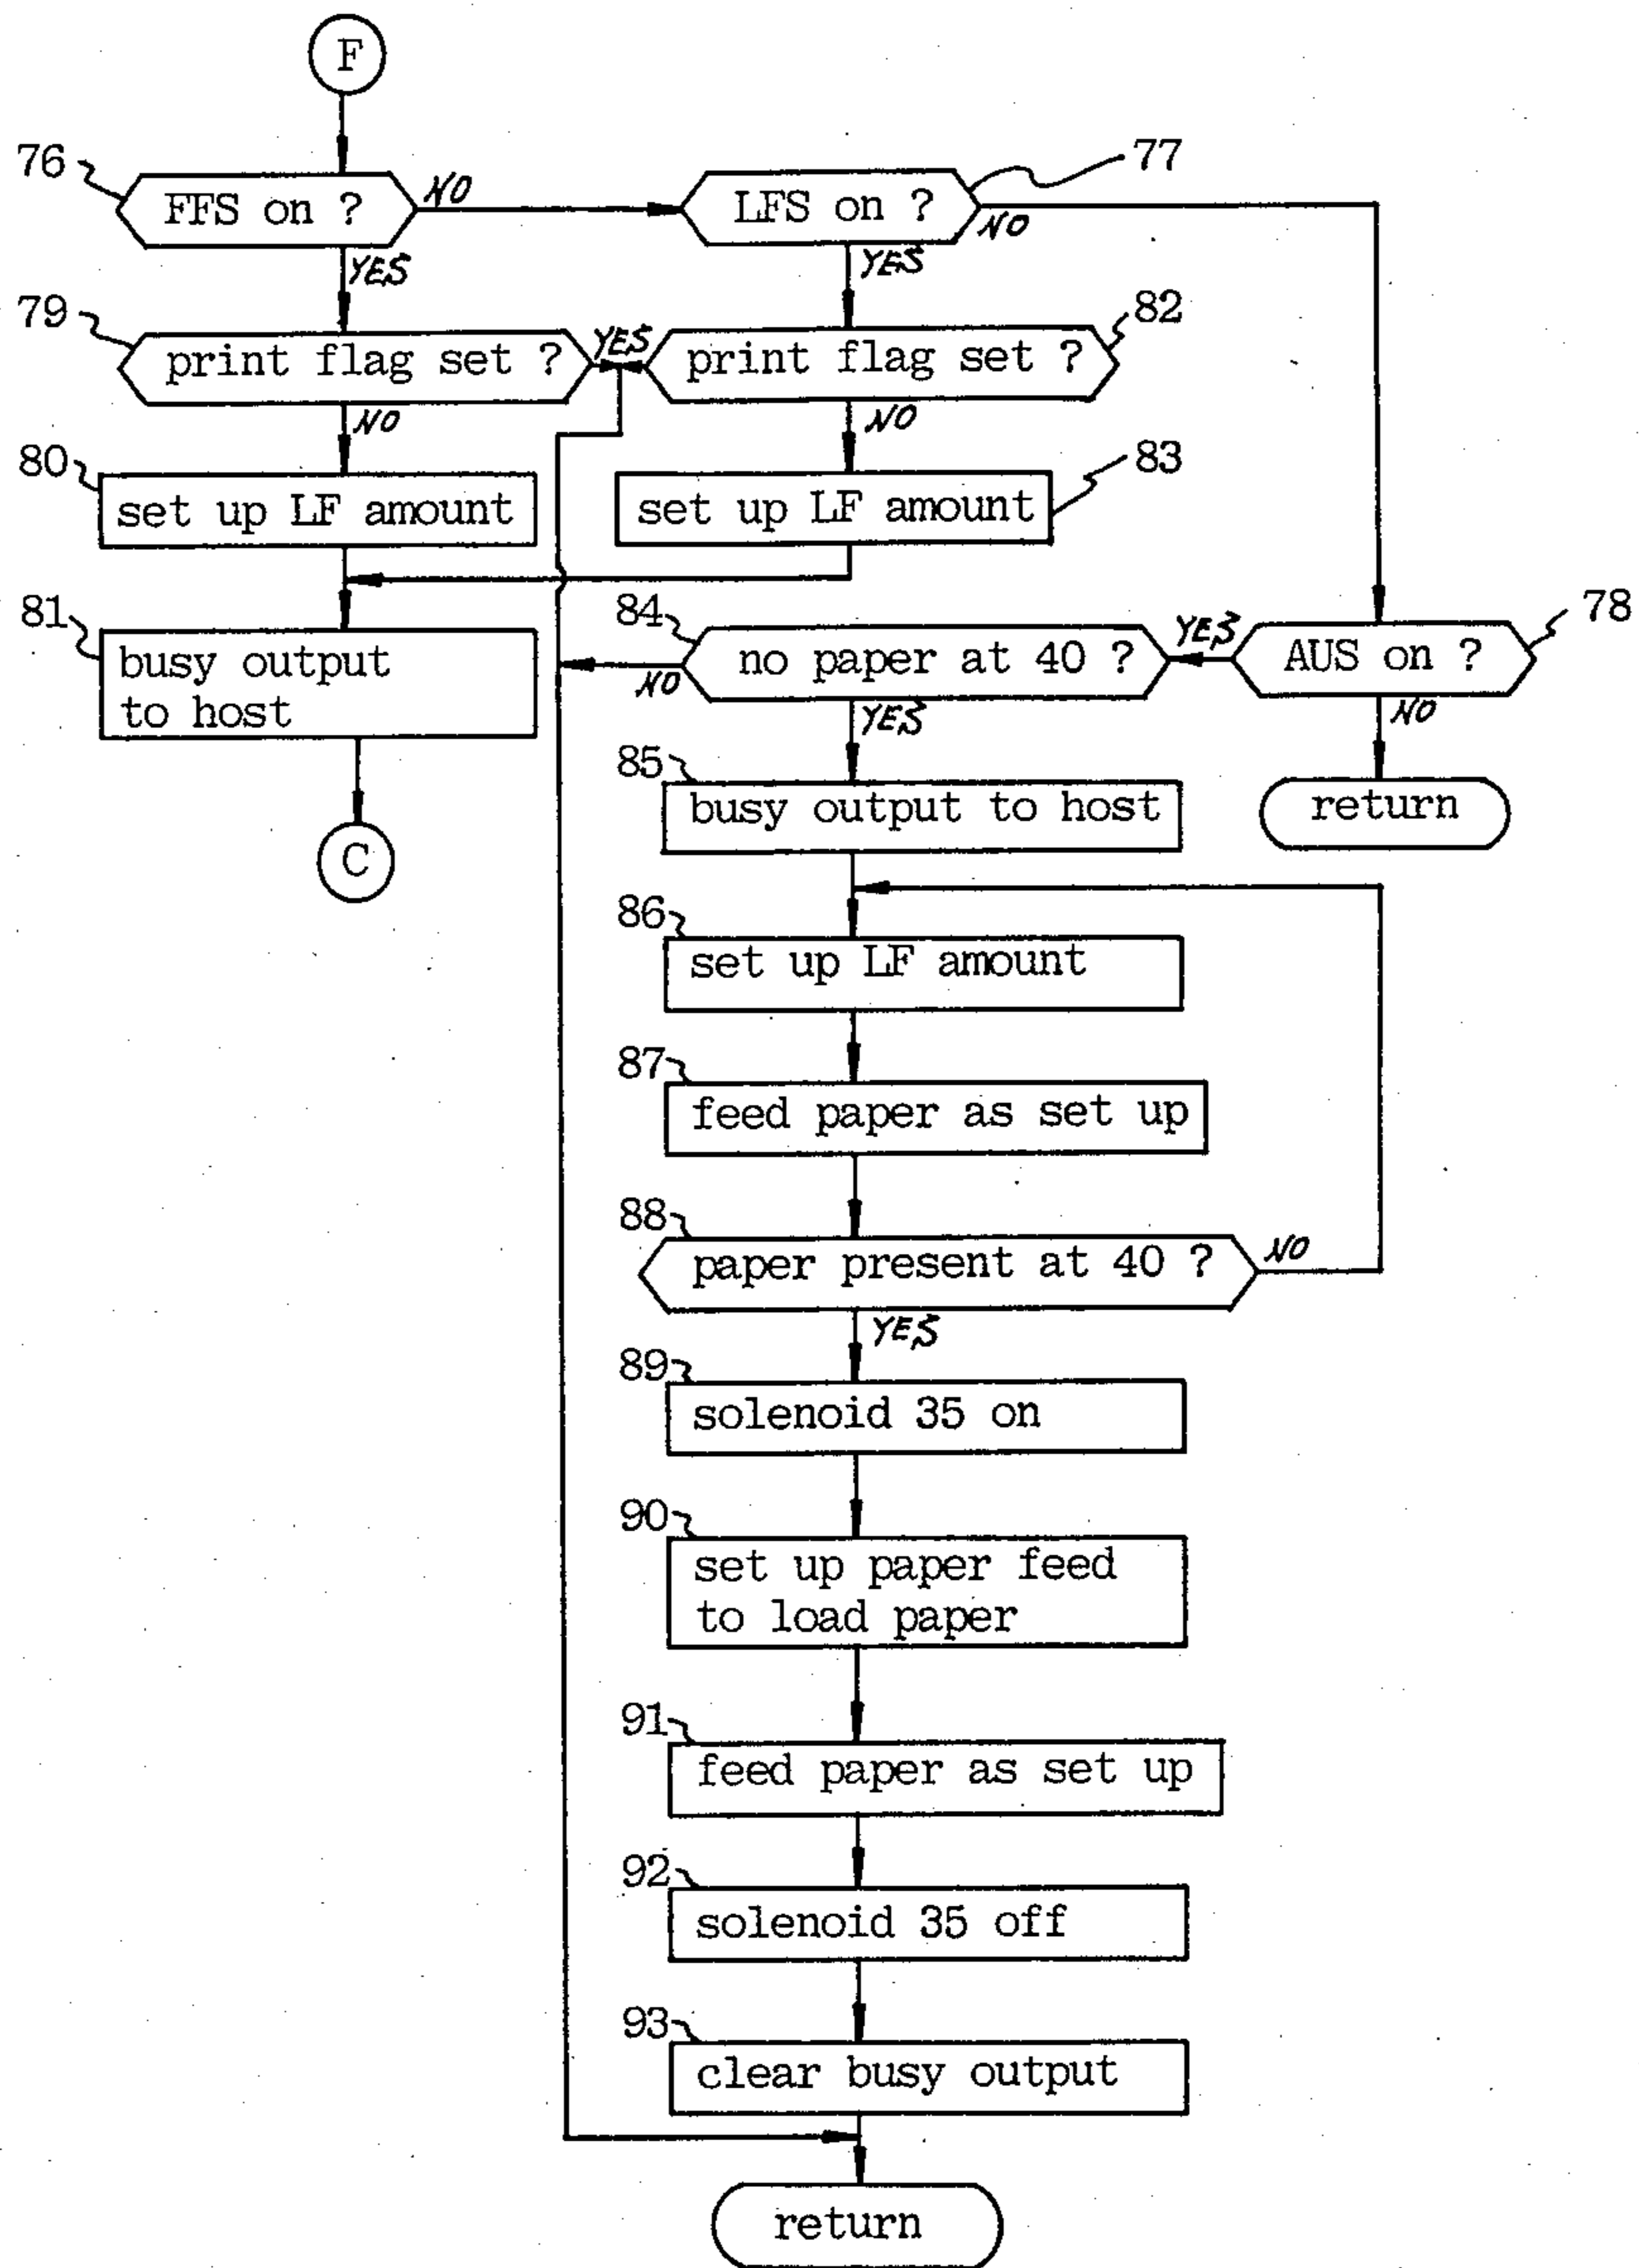 F
76
FFS on ?
NO
LFS on ?
NO
77
YES
YES
79
print flag set ?
YES
print flag set ?
82
NO
NO
80
set up LF amount
set up LF amount
83
81
busy output
to host
84
no paper at 40 ?
NO
YES
AUS on ?
78
YES
NO
C
85
busy output to host
return
86
set up LF amount
87
feed paper as set up
88
paper present at 40 ?
NO
YES
89
solenoid 35 on
90
set up paper feed
to load paper
91
feed paper as set up
92
solenoid 35 off
93
clear busy output
return